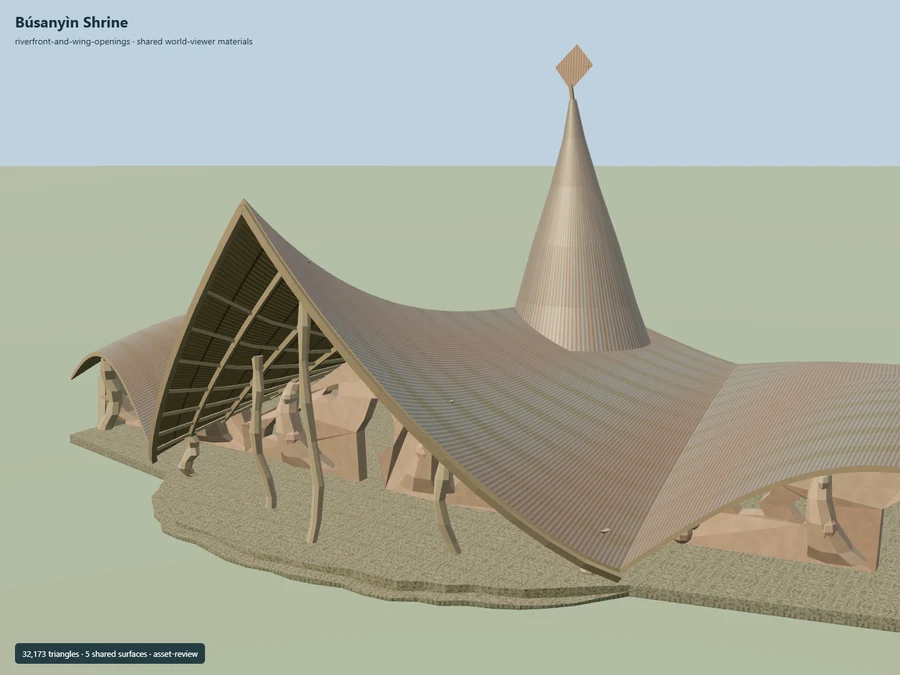 Búsanyìn Shrine
riverfront-and-wing-openings · shared world-viewer materials
32,173 triangles · 5 shared surfaces · asset-review